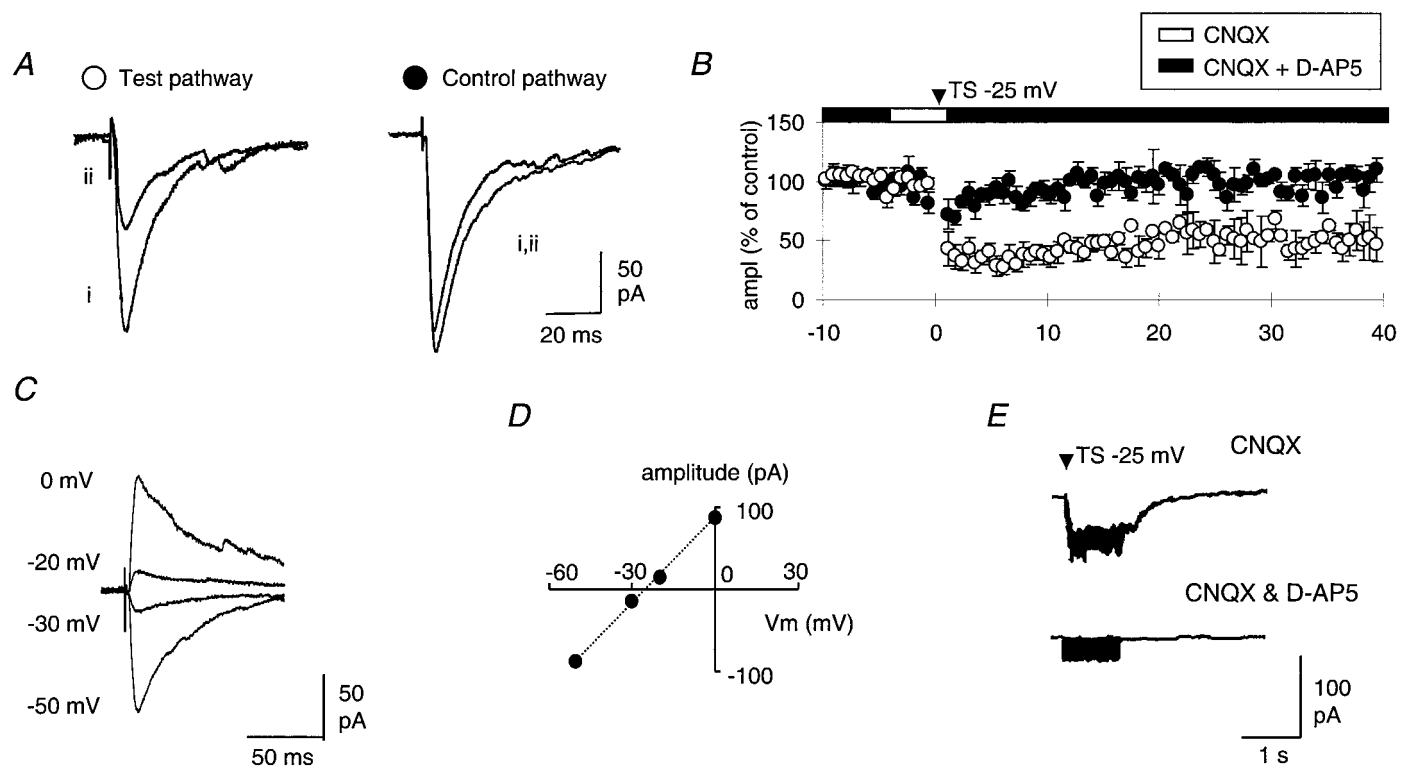 A
Test pathway
Control pathway
ii
i
i,ii
50
pA
20 ms
B
CNQX
CNQX + D-AP5
TS -25 mV
ampl (% of control)
150
100
50
0
-10
0
10
20
30
40
C
0 mV
-20 mV
-30 mV
-50 mV
50
pA
50 ms
D
amplitude (pA)
100
-60
-30
0
30
Vm (mV)
-100
E
CNQX
TS -25 mV
CNQX & D-AP5
100
pA
1 s